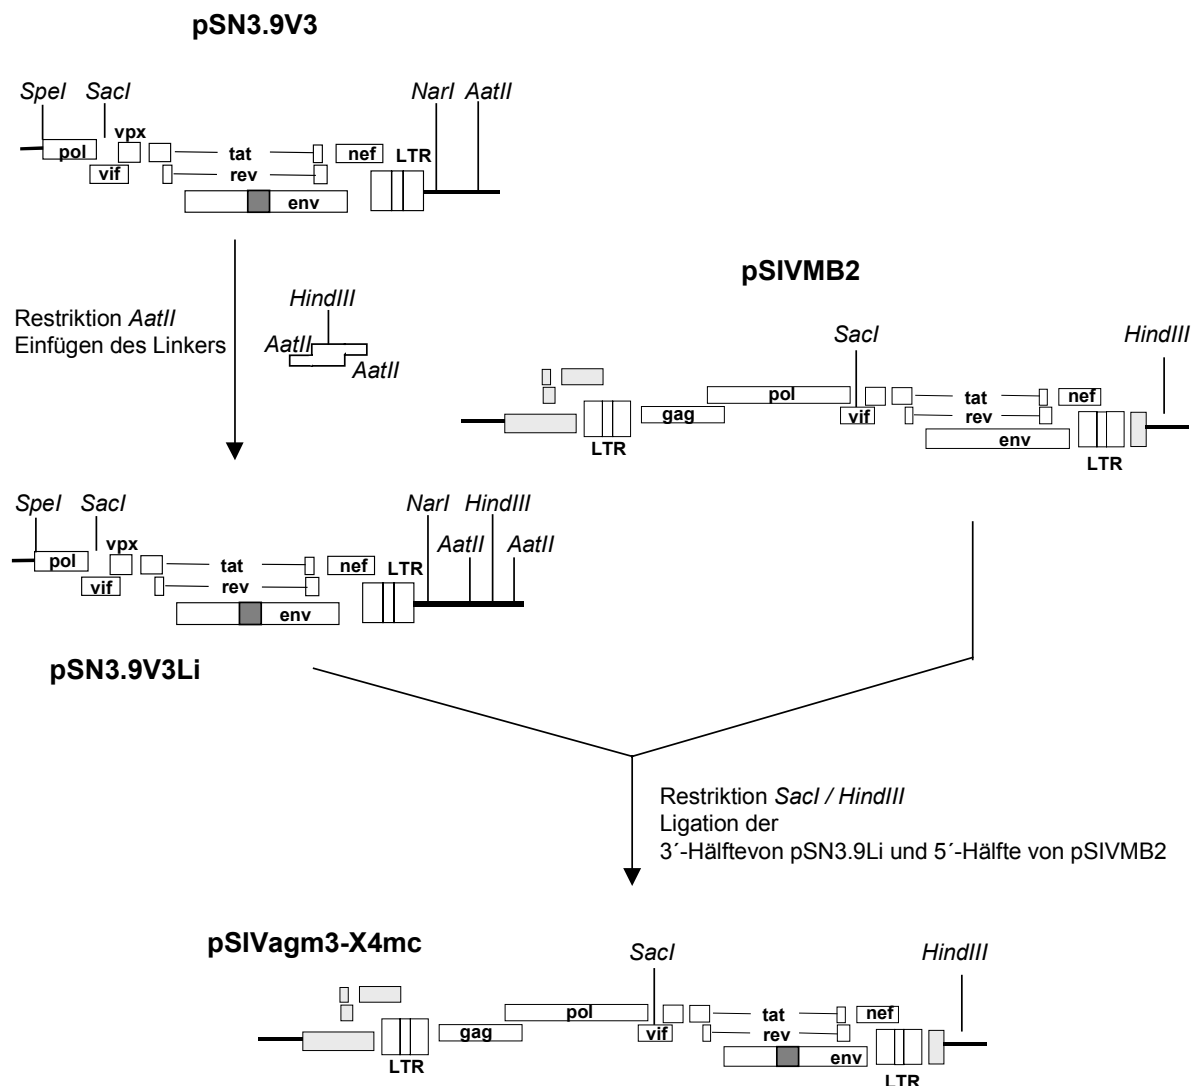 pSN3.9V3
SpeI SacI NarI AatII
vpx
pol tat nef LTR
vif rev
env
pSIVMB2
HindIII
Restriktion AatII
Einfügen des Linkers
AatII
AatII
SacI HindIII
pol tat nef
gag vif rev
env
LTR LTR
SpeI SacI NarI HindIII
AatII AatII
vpx
pol tat nef LTR
vif rev
env
pSN3.9V3Li
Restriktion SacI / HindIII
Ligation der
3´-Hälftevon pSN3.9Li und 5´-Hälfte von pSIVMB2
pSIVagm3-X4mc
SacI HindIII
pol tat nef
gag vif rev
env
LTR LTR